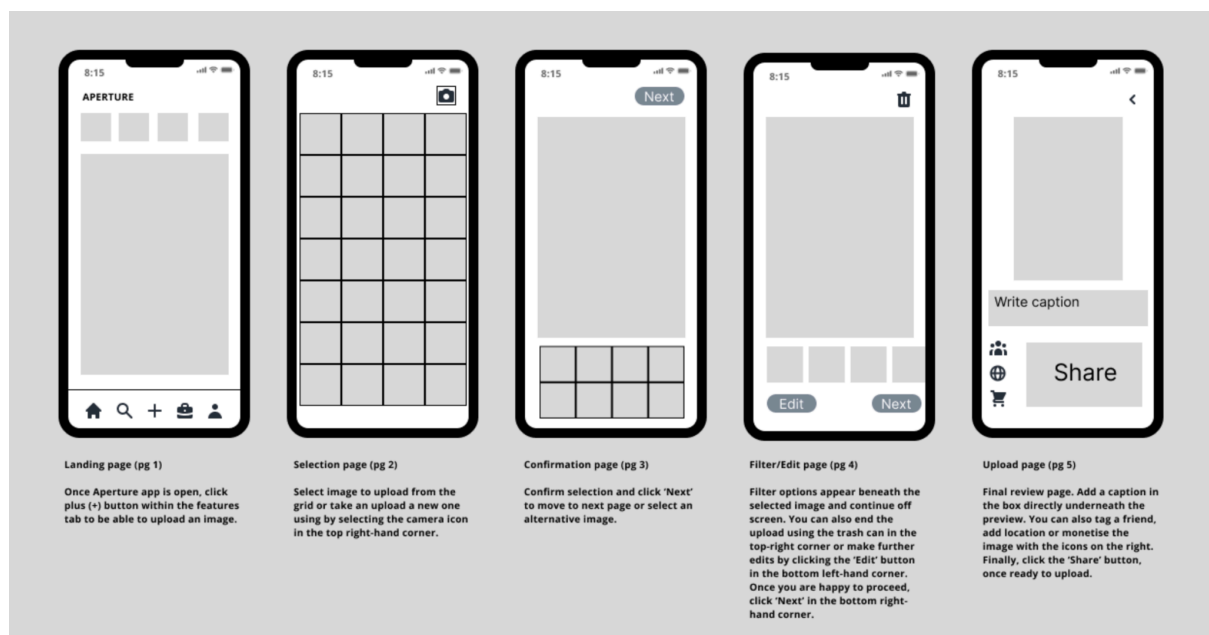 8:15
APERTURE
Landing page (pg 1)
Once Aperture app is open, click
plus (+) button within the features
tab to be able to upload an image.
8:15
Selection page (pg 2)
Select image to upload from the
grid or take an upload a new one
using by selecting the camera icon
in the top right-hand corner.
8:15
Next
Confirmation page (pg 3)
Confirm selection and click ‘Next’
to move to next page or select an
alternative image.
8:15
Edit
Next
Filter/Edit page (pg 4)
Filter options appear beneath the
selected image and continue off
screen. You can also end the
upload using the trash can in the
top-right corner or make further
edits by clicking the ‘Edit’ button
in the bottom left-hand corner.
Once you are happy to proceed,
click ‘Next’ in the bottom right-
hand corner.
8:15
Write caption
Share
Upload page (pg 5)
Final review page. Add a caption in
the box directly underneath the
preview. You can also tag a friend,
add location or monetise the
image with the icons on the right.
Finally, click the ‘Share’ button,
once ready to upload.